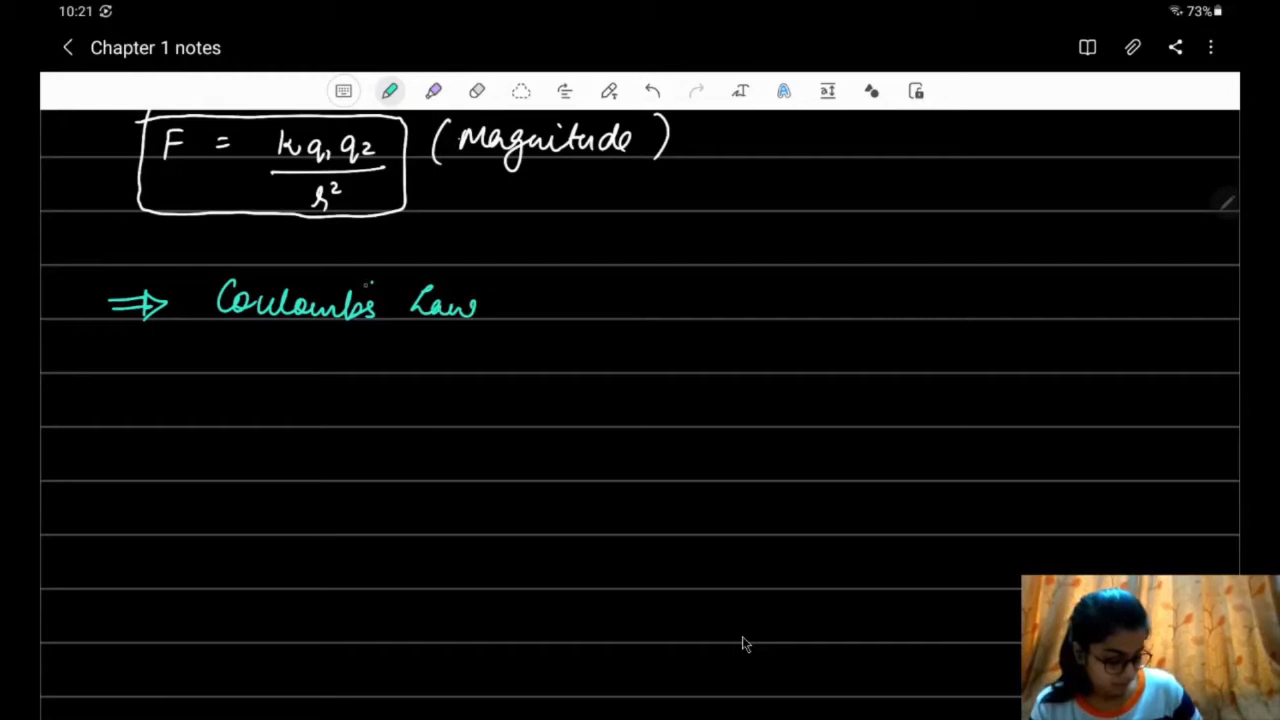 10:21 73%
Chapter 1 notes
F = kq1q2/r² (Magnitude)
⇒ Coulomb's Law